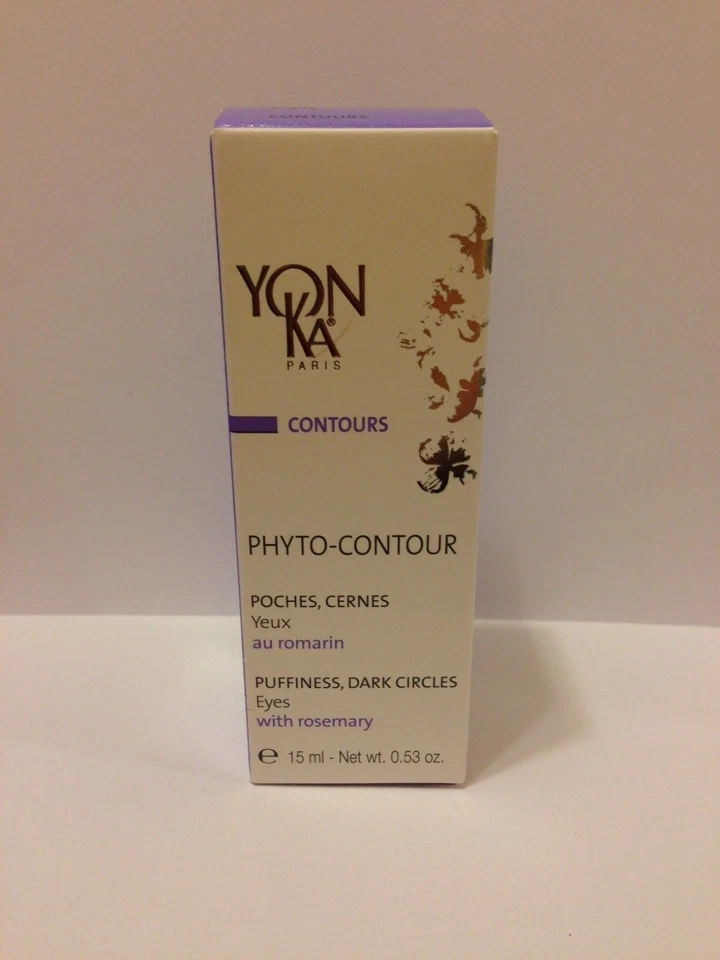 CONTOURS
YON
KA®
PARIS
CONTOURS
PHYTO-CONTOUR
POCHES, CERNES
Yeux
au romarin
PUFFINESS, DARK CIRCLES
Eyes
with rosemary
℮ 15 ml - Net wt. 0.53 oz.